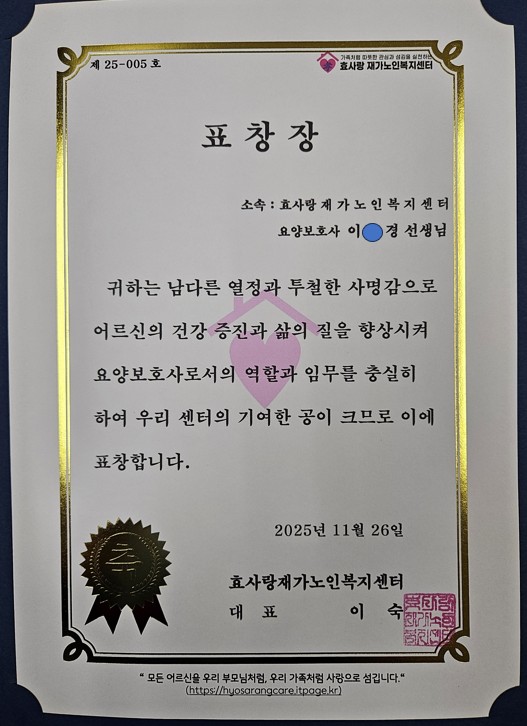 제 25-005 호
가족처럼 따뜻한 관심과 섬김을 실천하는
효사랑 재가노인복지센터
표 창 장
소속 : 효사랑재가노인복지센터
요양보호사 이 경 선생님
귀하는 남다른 열정과 투철한 사명감으로
어르신의 건강 증진과 삶의 질을 향상시켜
요양보호사로서의 역할과 임무를 충실히
하여 우리 센터의 기여한 공이 크므로 이에
표창합니다.
2025년 11월 26일
효사랑재가노인복지센터
대 표 이 숙
" 모든 어르신을 우리 부모님처럼, 우리 가족처럼 사랑으로 섬깁니다."
(https://hyosarangcare.itpage.kr)